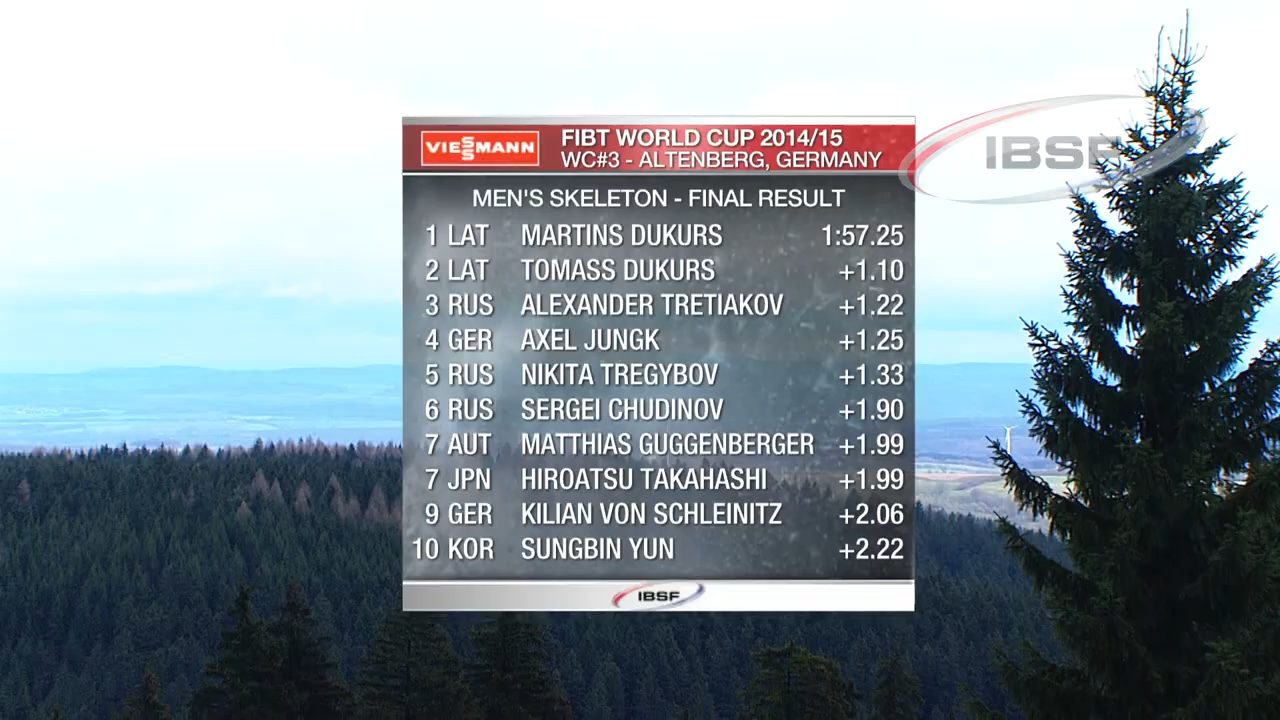 VIESSMANN
FIBT WORLD CUP 2014/15
WC#3 - ALTENBERG, GERMANY
IBSF
MEN'S SKELETON - FINAL RESULT
1 LAT MARTINS DUKURS 1:57.25
2 LAT TOMASS DUKURS +1.10
3 RUS ALEXANDER TRETIAKOV +1.22
4 GER AXEL JUNGK +1.25
5 RUS NIKITA TREGYBOV +1.33
6 RUS SERGEI CHUDINOV +1.90
7 AUT MATTHIAS GUGGENBERGER +1.99
7 JPN HIROATSU TAKAHASHI +1.99
9 GER KILIAN VON SCHLEINITZ +2.06
10 KOR SUNGBIN YUN +2.22
IBSF